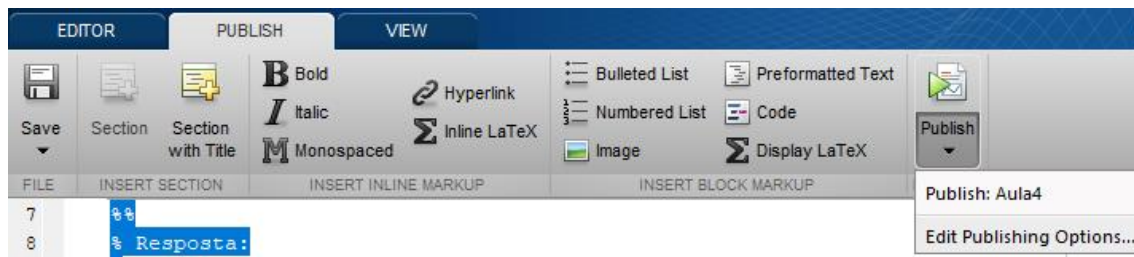 EDITOR PUBLISH VIEW
Bold
Bulleted List Preformatted Text
Hyperlink
Italic
Numbered List Code
Save Section Section with Title
Inline LaTeX
Publish
Monospaced
Image Display LaTeX
FILE INSERT SECTION INSERT INLINE MARKUP INSERT BLOCK MARKUP
7 %%
Publish: Aula4
8 % Resposta:
Edit Publishing Options...